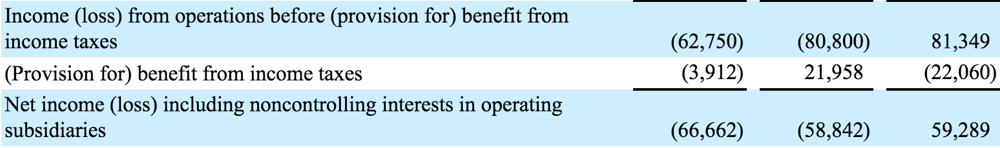 Income (loss) from operations before (provision for) benefit from
income taxes (62,750) (80,800) 81,349
(Provision for) benefit from income taxes (3,912) 21,958 (22,060)
Net income (loss) including noncontrolling interests in operating
subsidiaries (66,662) (58,842) 59,289